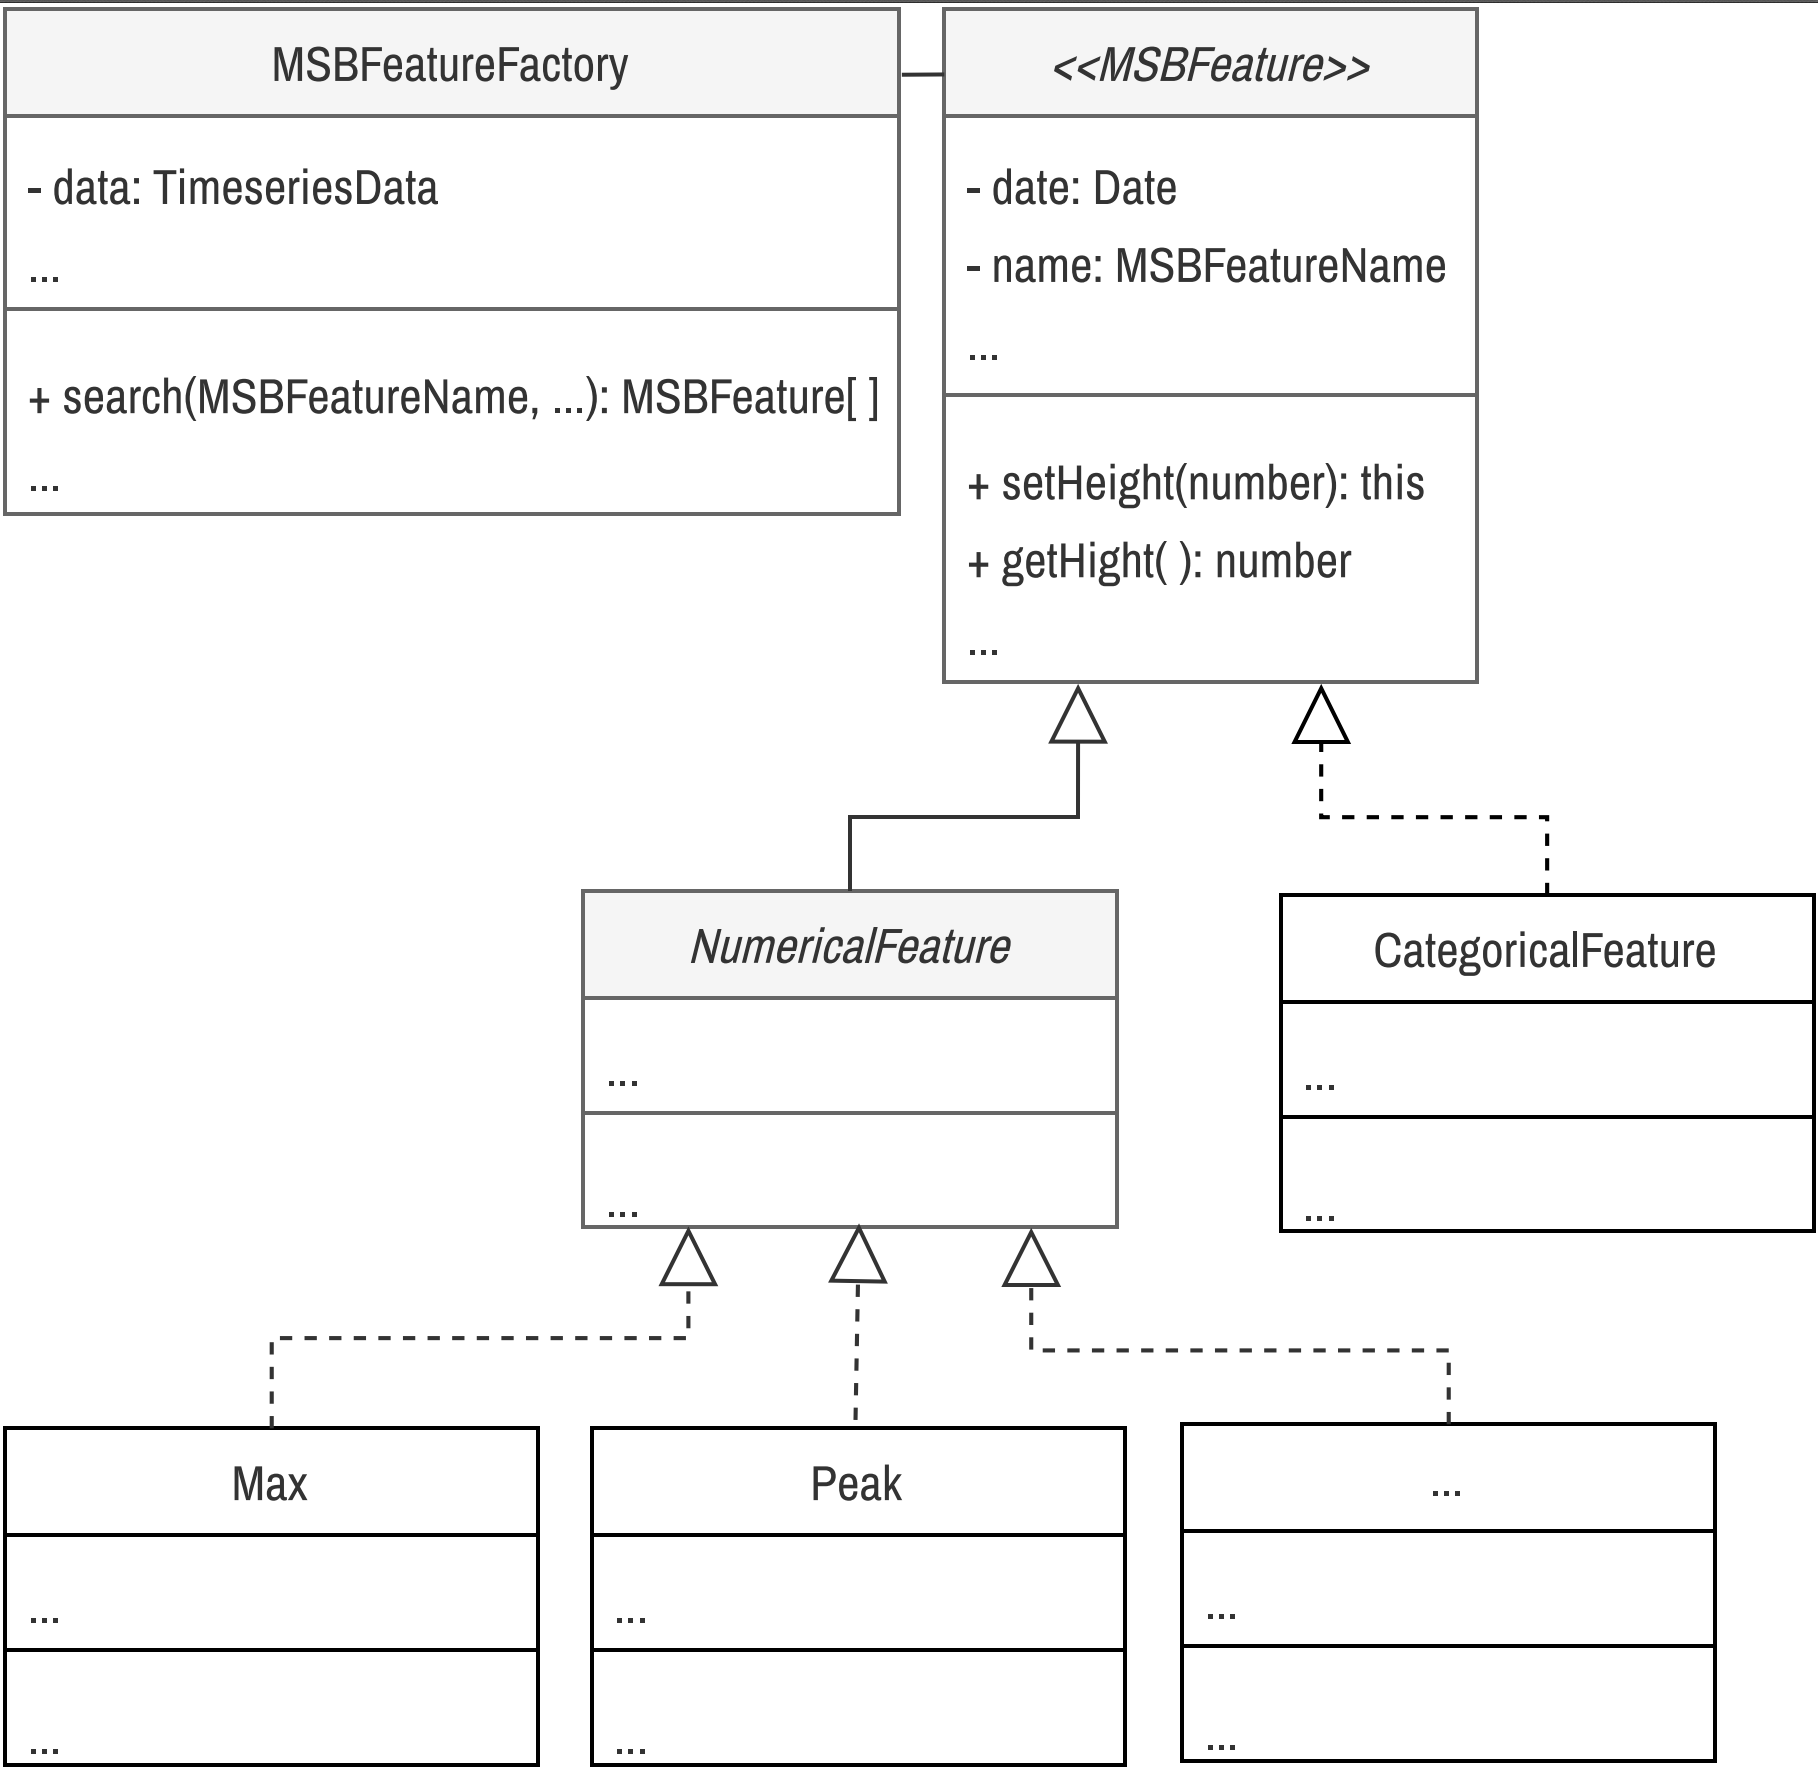 MSBFeatureFactory
- data: TimeseriesData
...
+ search(MSBFeatureName, ...): MSBFeature[ ]
...
<<MSBFeature>>
- date: Date
- name: MSBFeatureName
...
+ setHeight(number): this
+ getHight( ): number
...
NumericalFeature
...
...
CategoricalFeature
...
...
Max
...
...
Peak
...
...
...
...
...